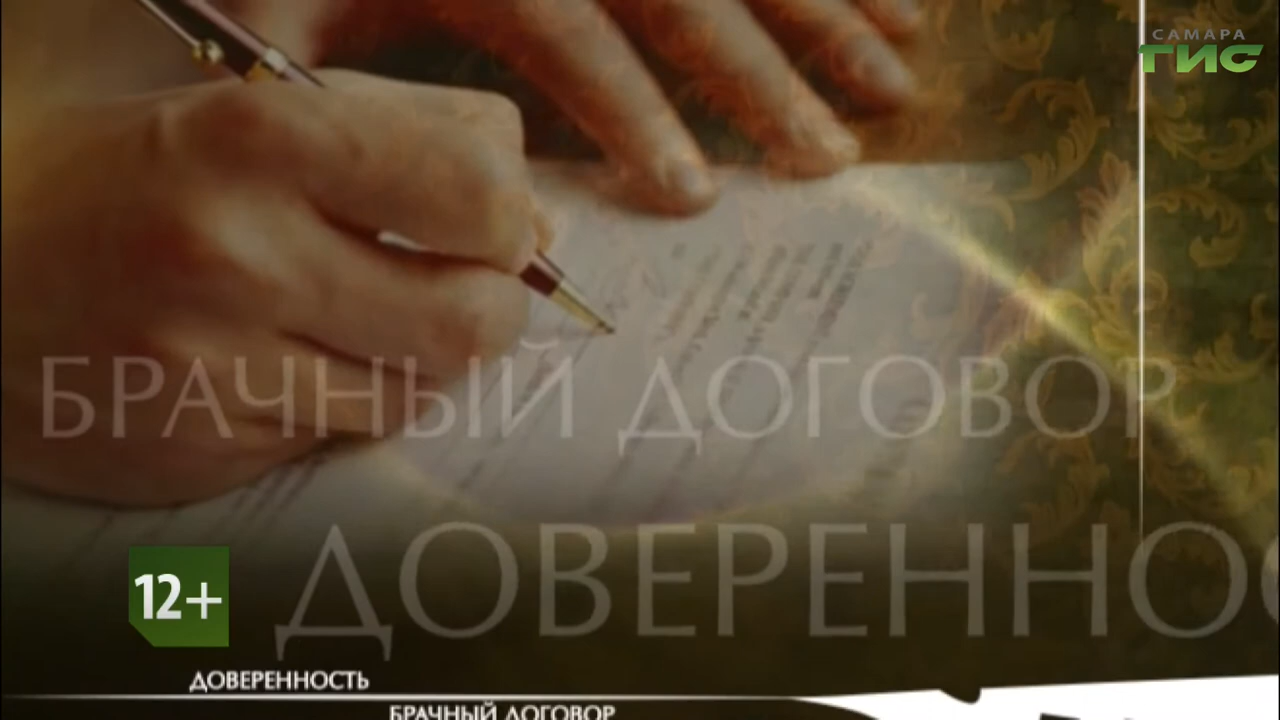 САМАРА
ГИС
БРАЧНЫЙ ДОГОВОР
ДОВЕРЕННО
12+
ДОВЕРЕННОСТЬ
БРАЧНЫЙ ДОГОВОР